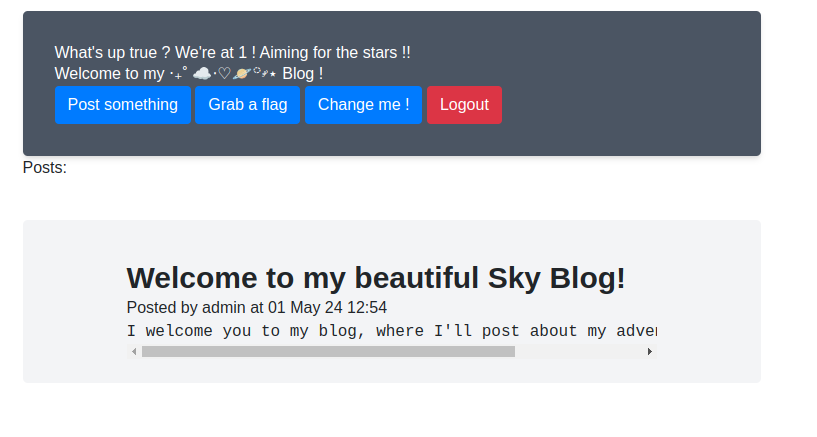 What's up true ? We're at 1 ! Aiming for the stars !!
Welcome to my ‧₊˚ ☁️⋅♡🪐༘⋆ Blog !
Post something Grab a flag Change me ! Logout
Posts:
Welcome to my beautiful Sky Blog!
Posted by admin at 01 May 24 12:54
I welcome you to my blog, where I'll post about my